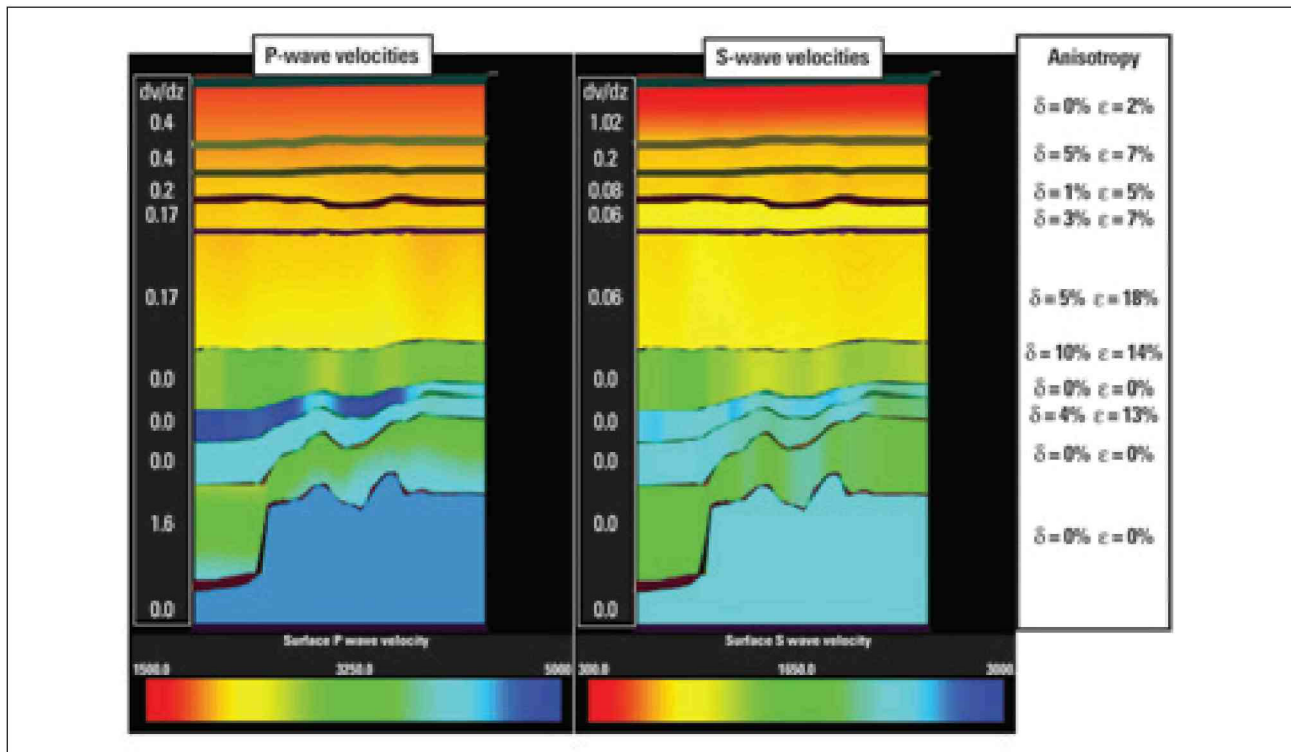 P-wave velocities
dv/dz
0.4
0.4
0.2
0.17
0.17
0.0
0.0
0.0
1.6
0.0
Surface P wave velocity
1500.0 3250.0 5000
S-wave velocities
dv/dz
1.02
0.2
0.08
0.06
0.06
0.0
0.0
0.0
0.0
0.0
Surface S wave velocity
300.0 1650.0 3000
Anisotropy
δ=0% ε=2%
δ=5% ε=7%
δ=1% ε=5%
δ=3% ε=7%
δ=5% ε=18%
δ=10% ε=14%
δ=0% ε=0%
δ=4% ε=13%
δ=0% ε=0%
δ=0% ε=0%